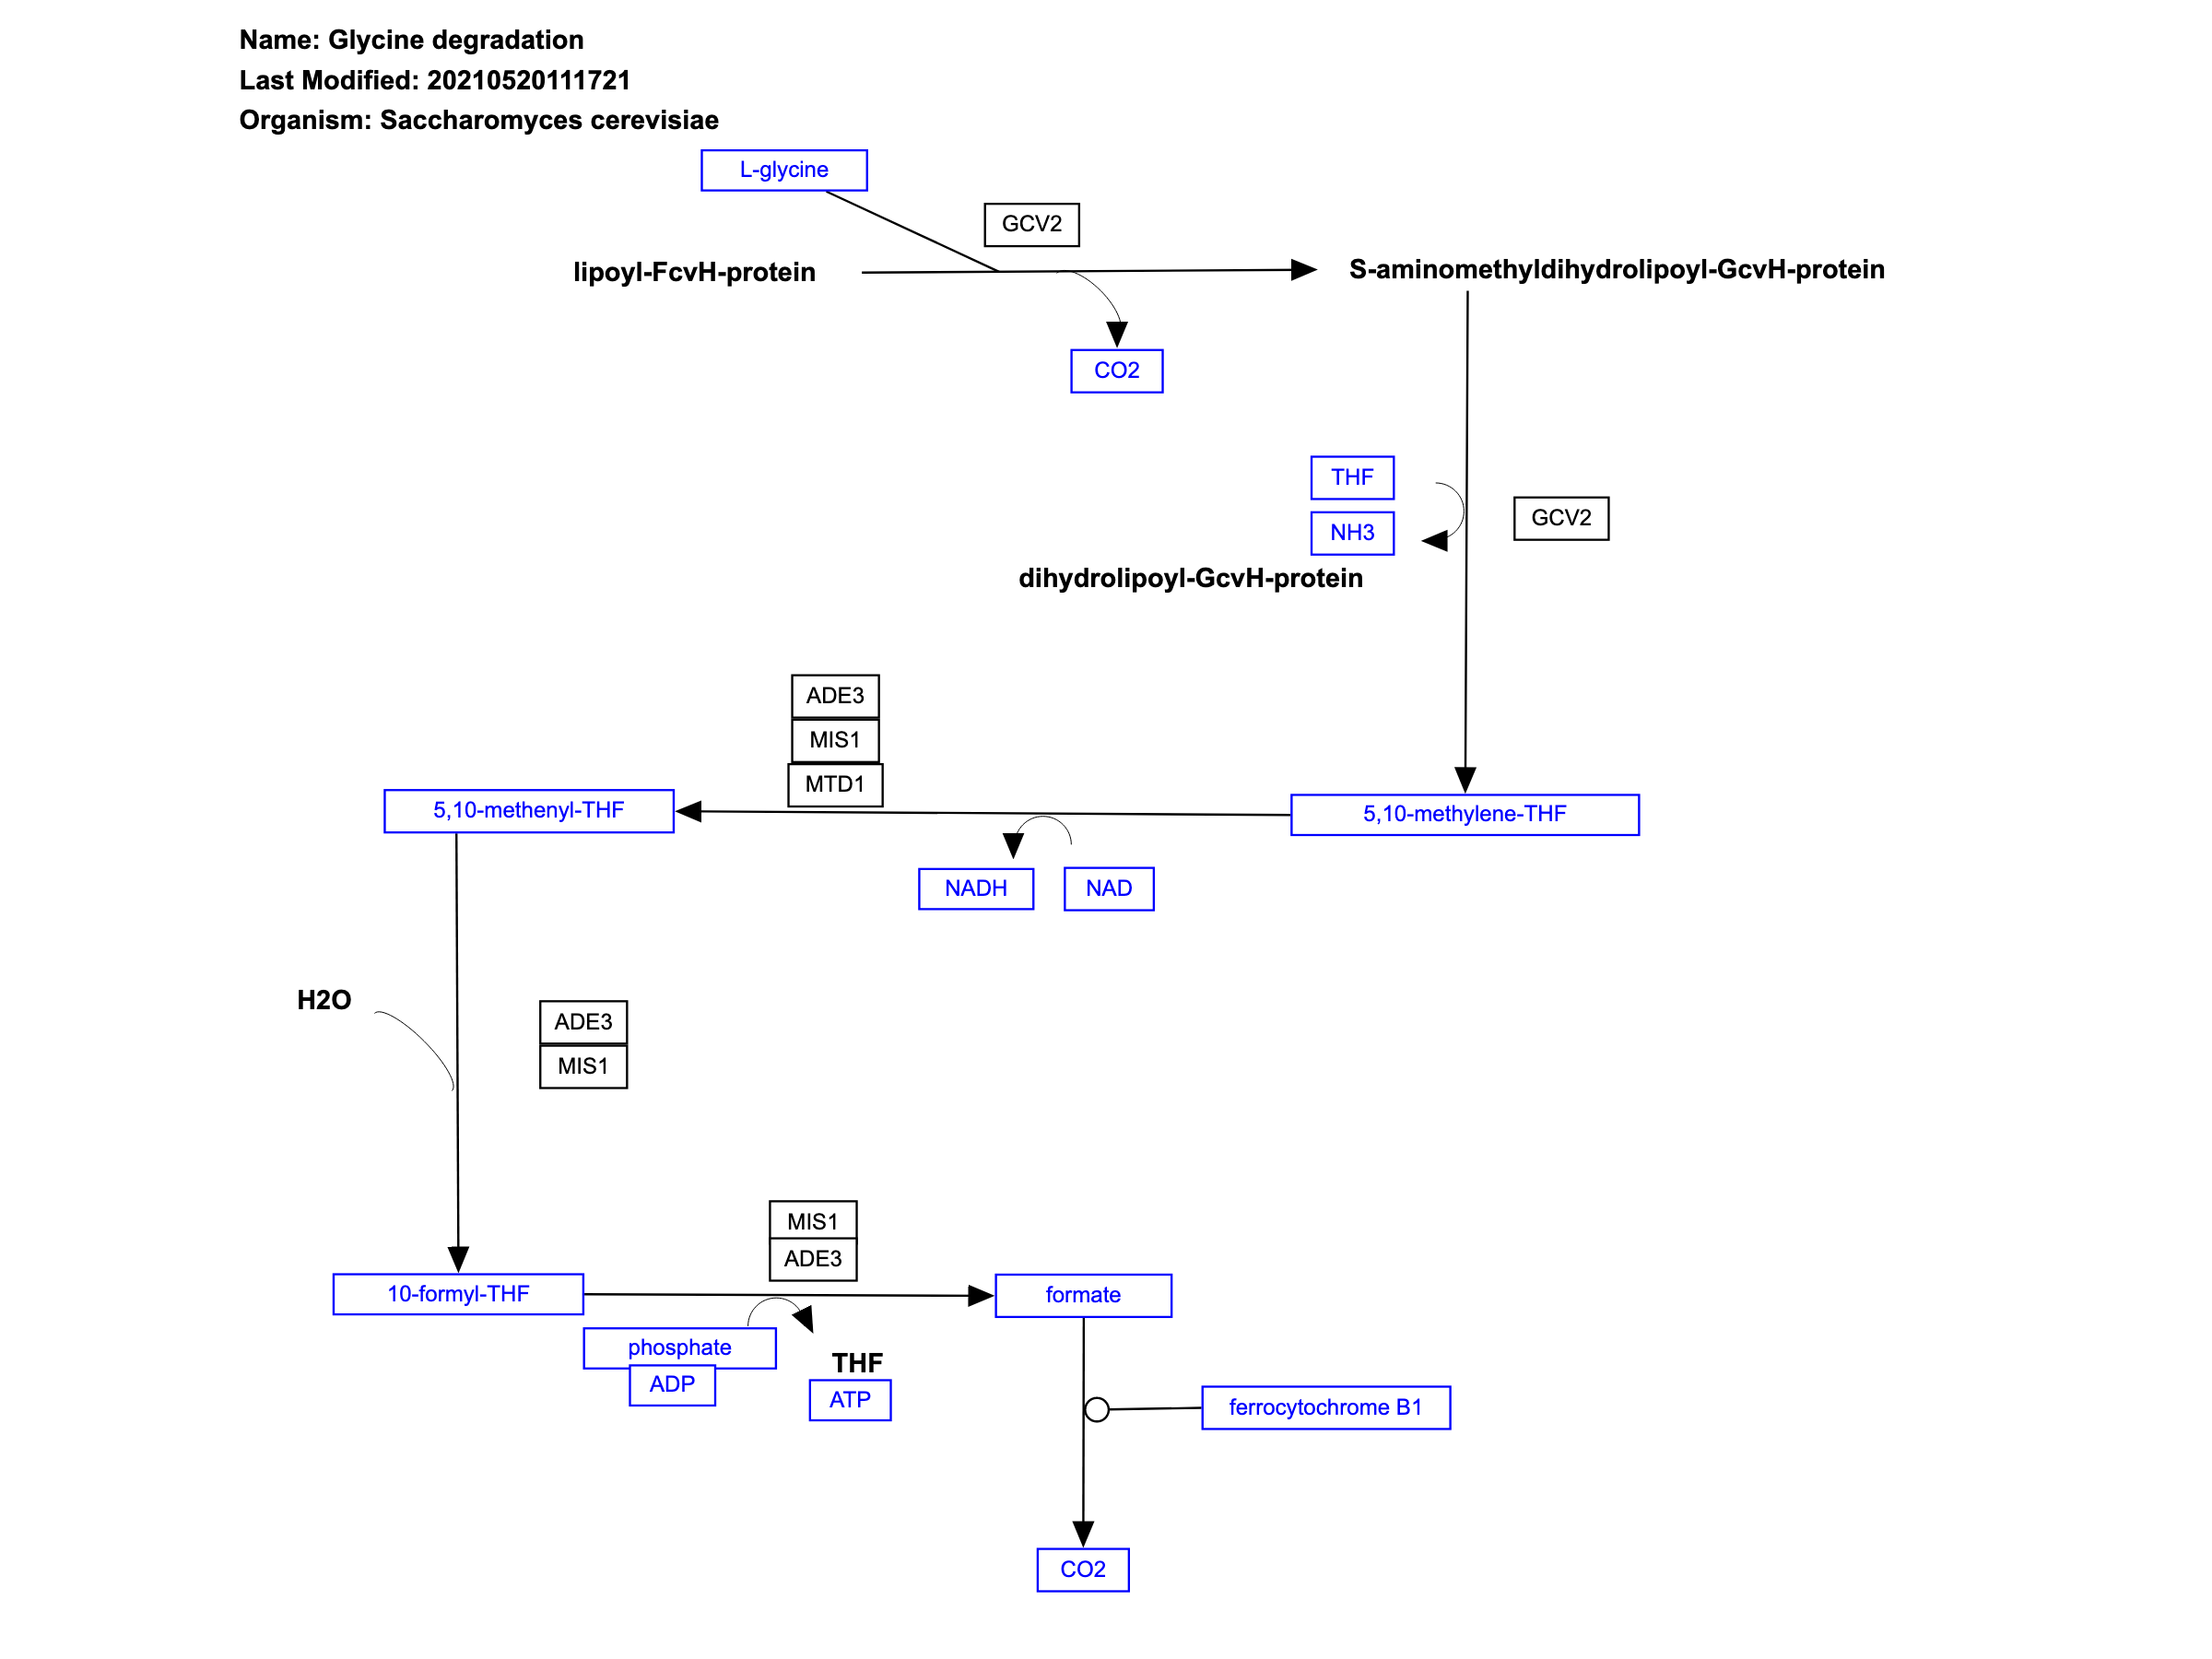 Name: Glycine degradation
Last Modified: 20210520111721
Organism: Saccharomyces cerevisiae
L-glycine
GCV2
lipoyl-FcvH-protein
S-aminomethyldihydrolipoyl-GcvH-protein
CO2
THF
NH3
GCV2
dihydrolipoyl-GcvH-protein
ADE3
MIS1
MTD1
5,10-methenyl-THF
5,10-methylene-THF
NADH
NAD
H2O
ADE3
MIS1
MIS1
ADE3
10-formyl-THF
formate
phosphate
THF
ADP
ATP
ferrocytochrome B1
CO2